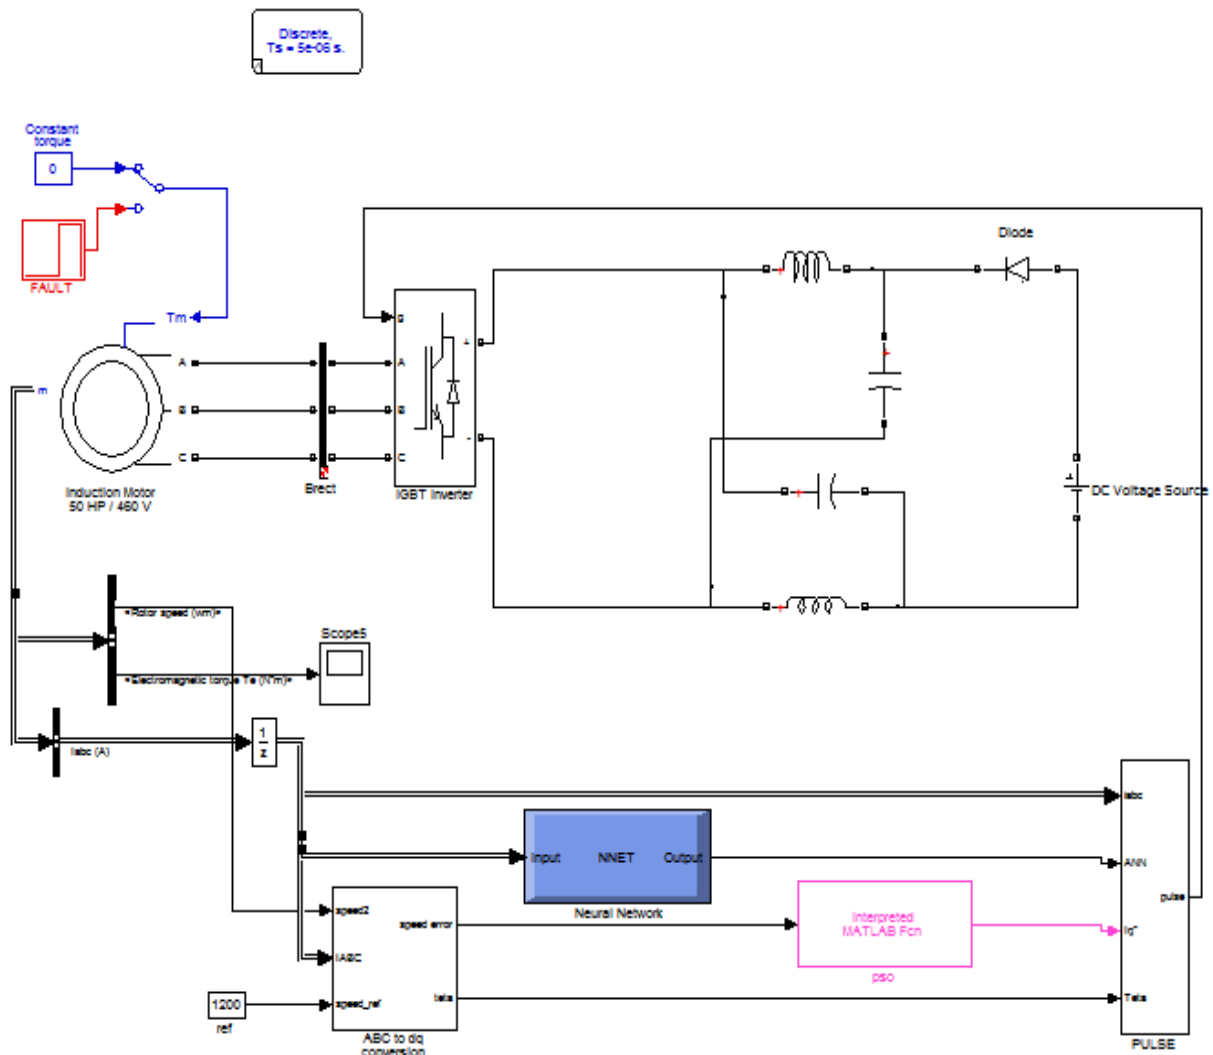 Discrete,
Ts = 5e-06 s.
Constant
torque
0
FAULT
Tm
m
A
B
C
Induction Motor
50 HP / 460 V
Brect
g
A
B
C
+
-
IGBT Inverter
Diode
+
DC Voltage Source
<Rotor speed (wm)>
<Electromagnetic torque Te (N*m)>
Scope5
Iabc (A)
1
z
Input
NNET
Output
Neural Network
speed2
IABC
speed_ref
speed error
teta
ABC to dq
conversion
1200
ref
Interpreted
MATLAB Fcn
pso
Iabc
ANN
Iq*
Teta
pulse
PULSE